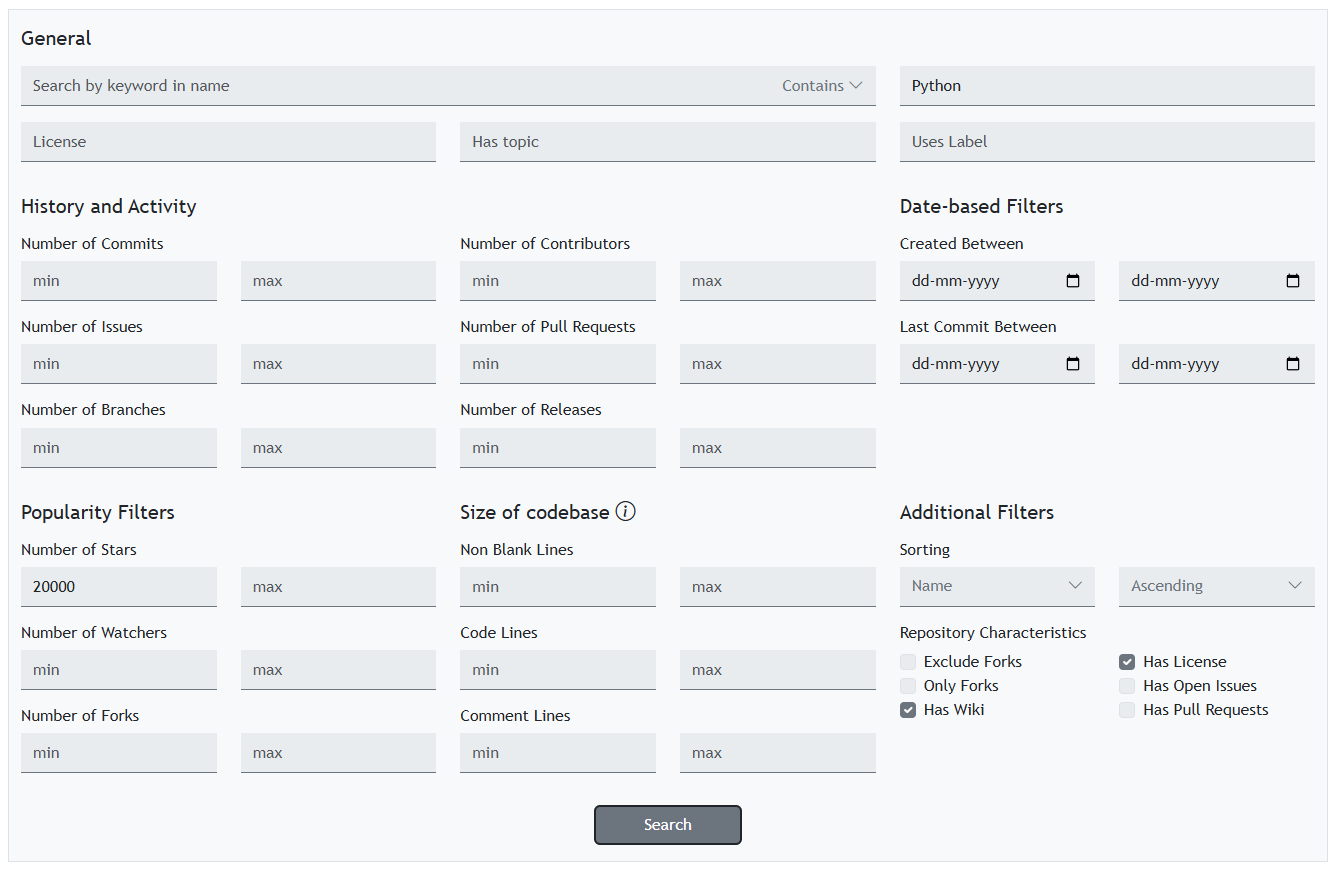 General
Search by keyword in name Contains Python
License Has topic Uses Label
History and Activity Date-based Filters
Number of Commits Number of Contributors Created Between
min max min max dd-mm-yyyy dd-mm-yyyy
Number of Issues Number of Pull Requests Last Commit Between
min max min max dd-mm-yyyy dd-mm-yyyy
Number of Branches Number of Releases
min max min max
Popularity Filters Size of codebase i Additional Filters
Number of Stars Non Blank Lines Sorting
20000 max min max Name Ascending
Number of Watchers Code Lines Repository Characteristics
min max min max Exclude Forks Has License
Only Forks Has Open Issues
Number of Forks Comment Lines Has Wiki Has Pull Requests
min max min max
Search